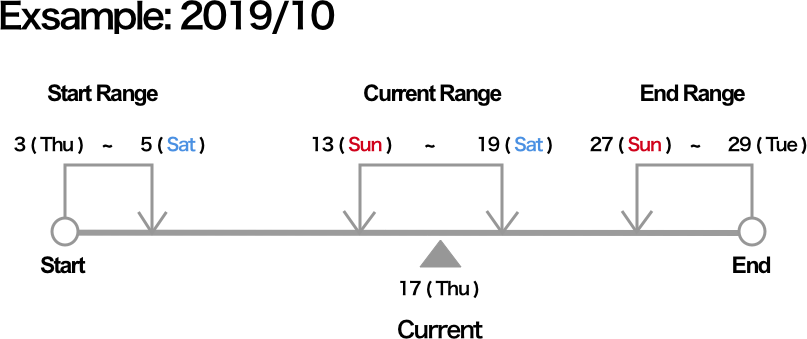 Exsample: 2019/10
Start Range Current Range End Range
3 ( Thu ) ~ 5 ( Sat ) 13 ( Sun ) ~ 19 ( Sat ) 27 ( Sun ) ~ 29 ( Tue )
Start End
17 ( Thu )
Current